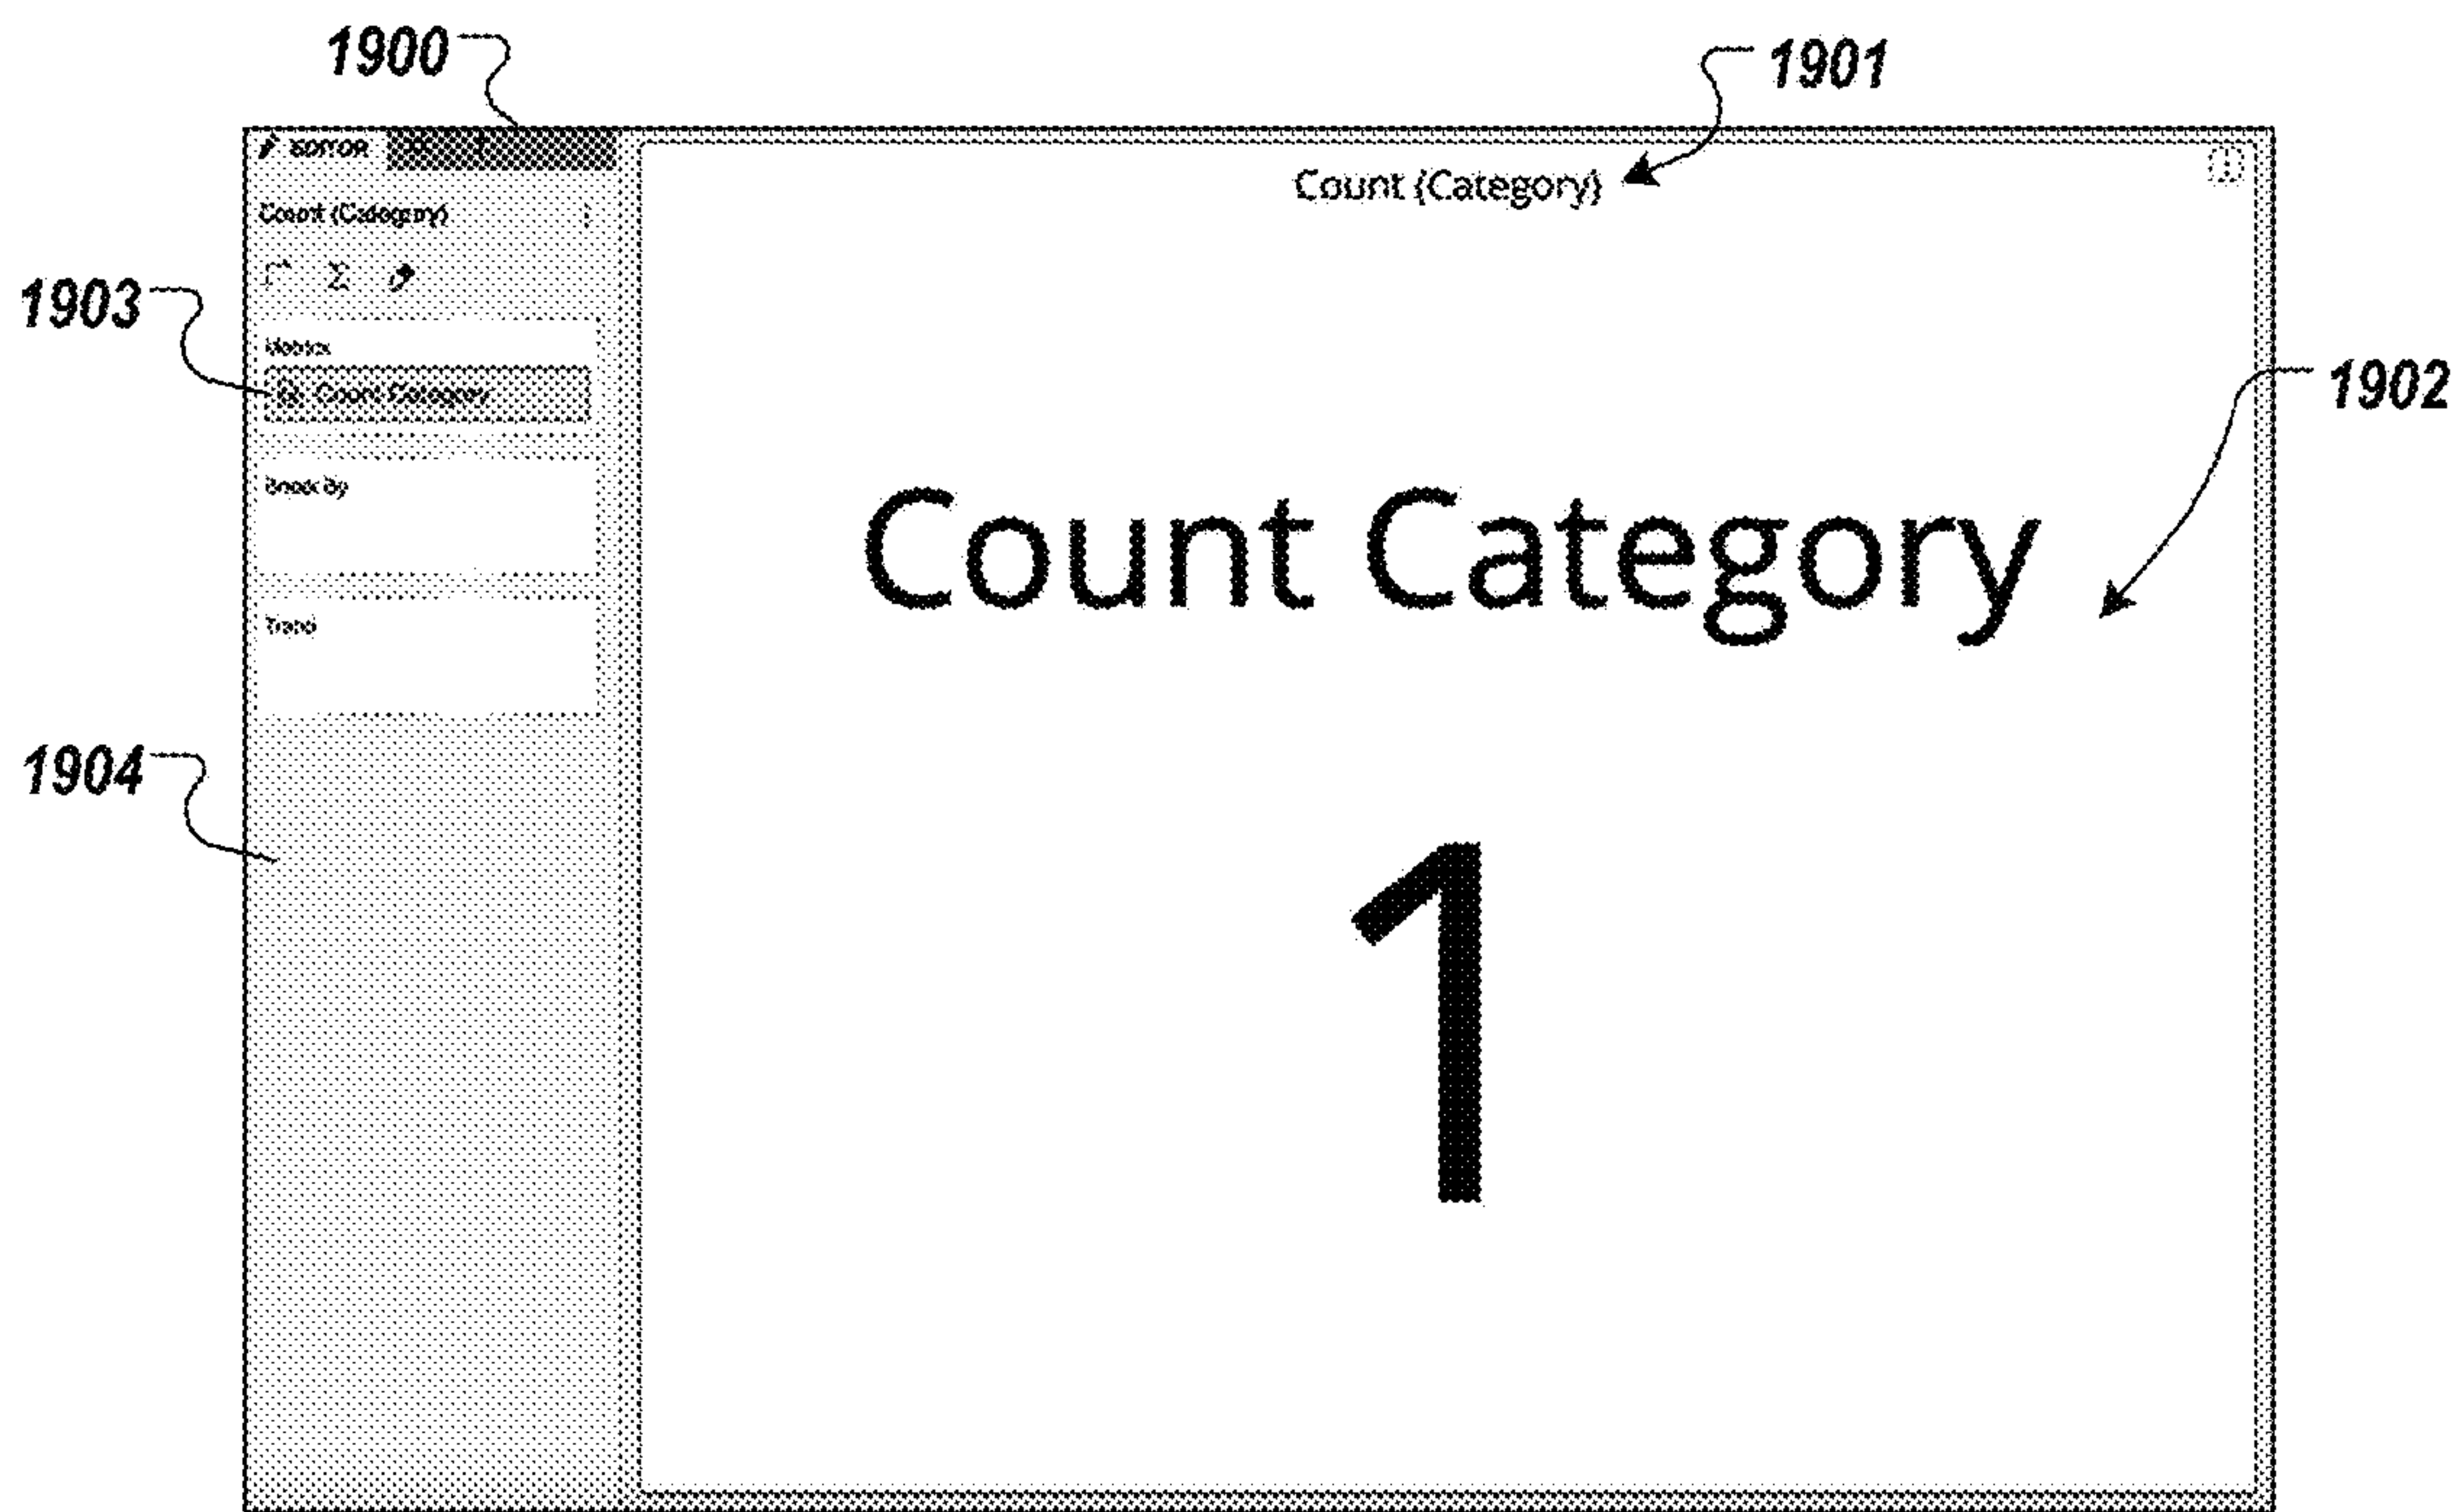 1900
1901
EDITOR
Count (Category)
Count (Category)
1903
Metrics
Count Category
1902
Break By
Count Category
Trend
1904
1